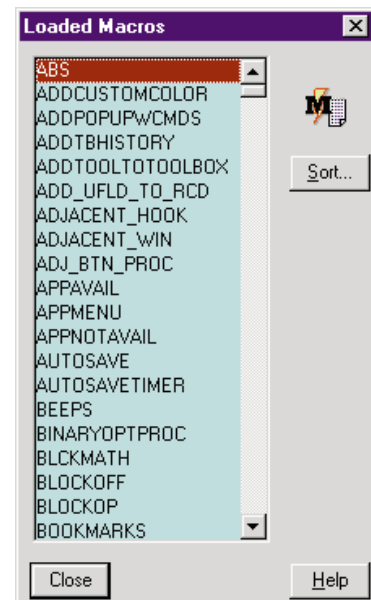 Loaded Macros
ABS
ADDCUSTOMCOLOR
ADDPOPUPWCMDS
ADDTBHISTORY
ADDTOOLTOTOOLBOX
ADD_UFLD_TO_RCD
ADJACENT_HOOK
ADJACENT_WIN
ADJ_BTN_PROC
APPAVAIL
APPMENU
APPNOTAVAIL
AUTOSAVE
AUTOSAVETIMER
BEEPS
BINARYOPTPROC
BLCKMATH
BLOCKOFF
BLOCKOP
BOOKMARKS
M
Sort...
Close
Help